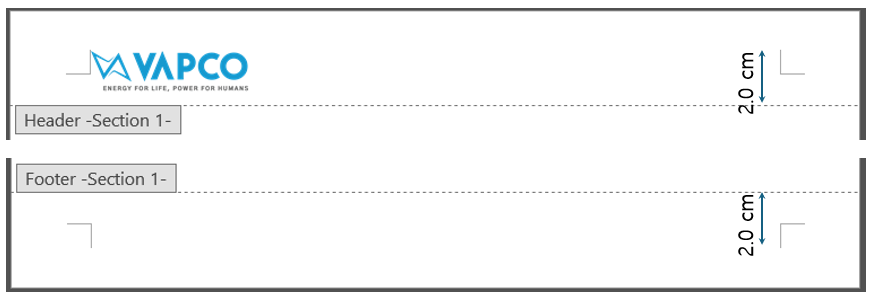 VAPCO
ENERGY FOR LIFE, POWER FOR HUMANS
2.0 cm
Header -Section 1-
Footer -Section 1-
2.0 cm